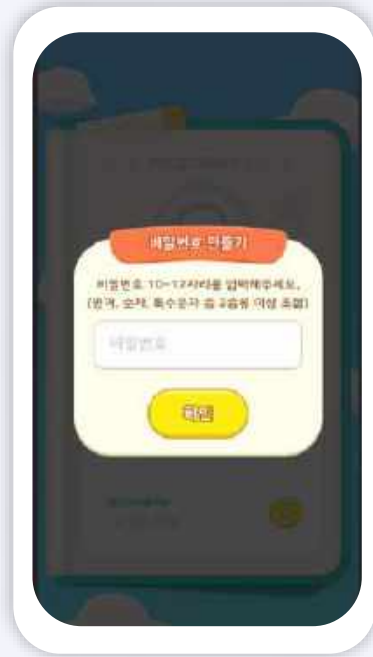 비밀번호 만들기
비밀번호 10~12자리를 입력해주세요.
(영어, 숫자, 특수문자 중 2종류 이상 조합)
비밀번호
확인